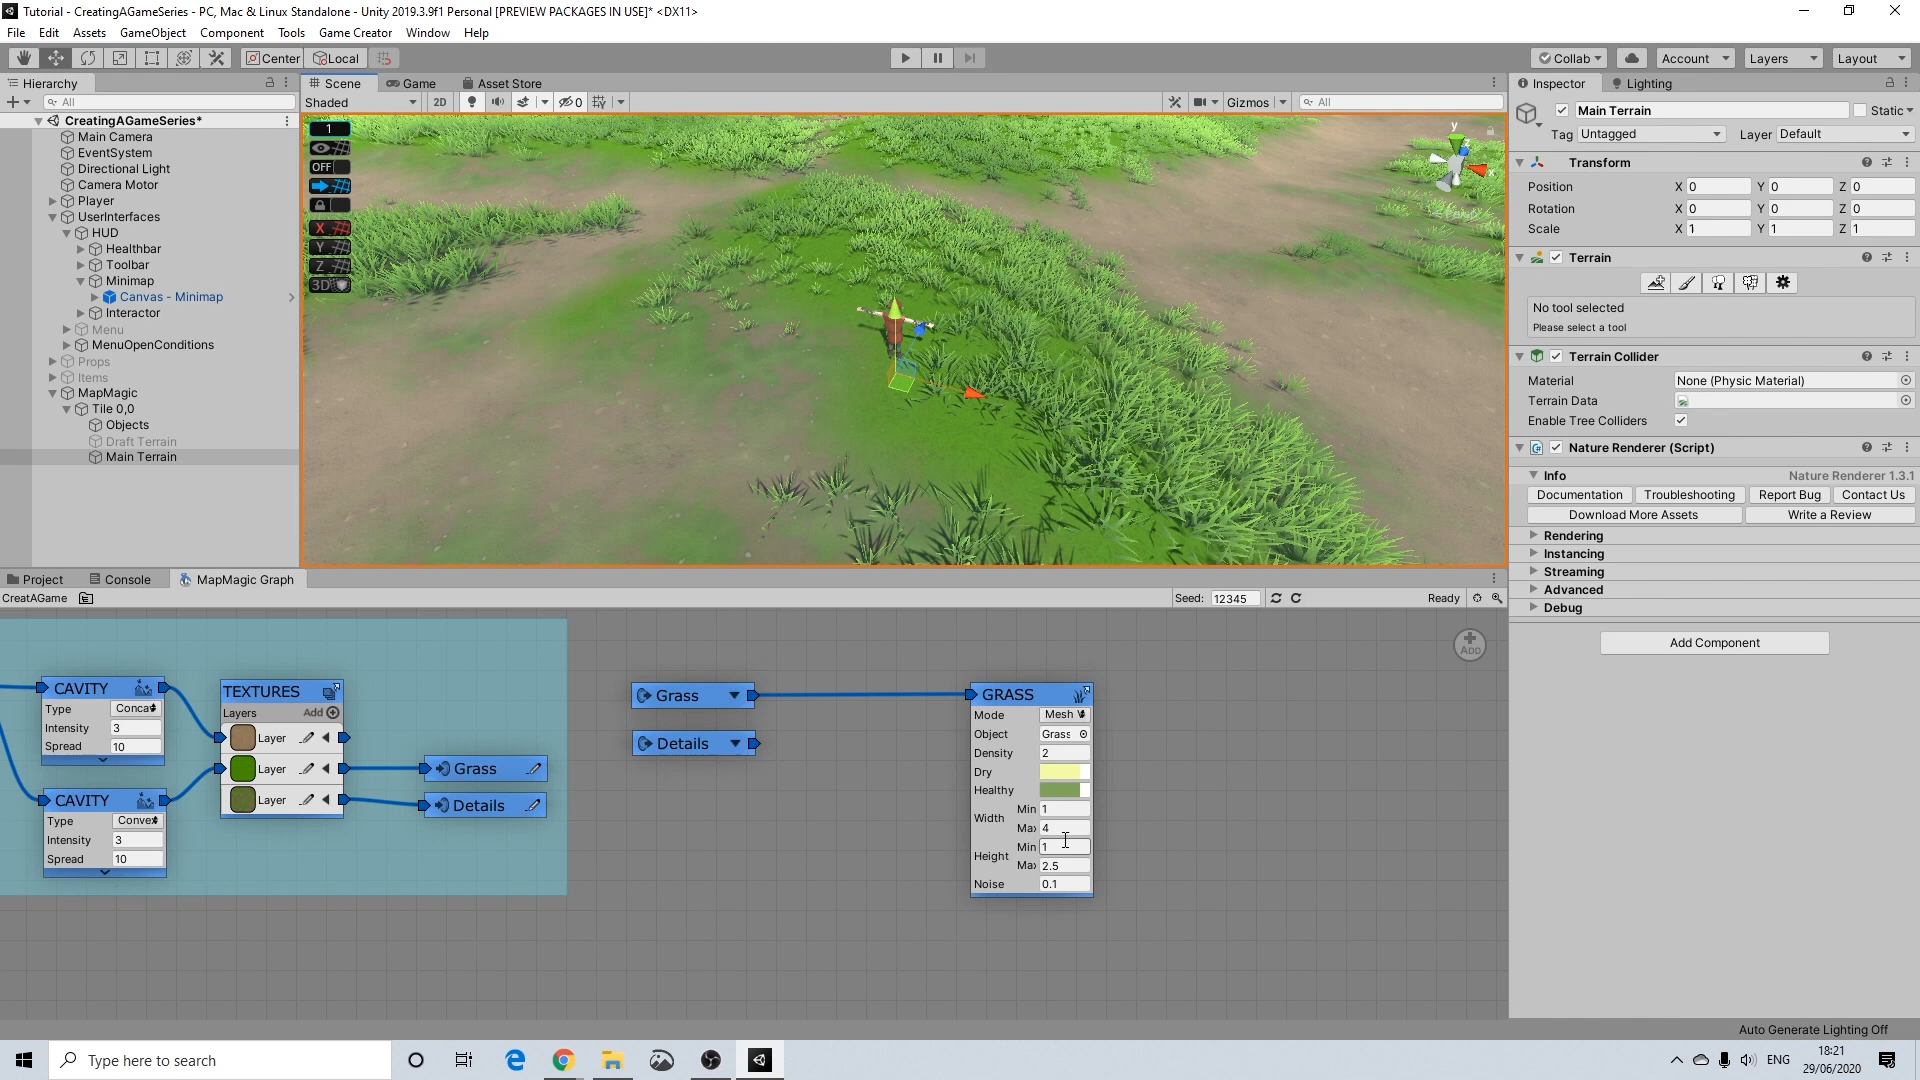 Tutorial - CreatingAGameSeries - PC, Mac & Linux Standalone - Unity 2019.3.9f1 Personal [PREVIEW PACKAGES IN USE]* <DX11>
File Edit Assets GameObject Component Tools Game Creator Window Help
Center Local Collab Account Layers Layout
Hierarchy
All
CreatingAGameSeries*
Main Camera
EventSystem
Directional Light
Camera Motor
Player
UserInterfaces
HUD
Healthbar
Toolbar
Minimap
Canvas - Minimap
Interactor
Menu
MenuOpenConditions
Props
Items
MapMagic
Tile 0,0
Objects
Draft Terrain
Main Terrain
Scene Game Asset Store
Shaded 2D 0 Gizmos All
1
OFF
X
Y
Z
3D
y
x
Persp
Inspector Lighting
Main Terrain Static
Tag Untagged Layer Default
Transform
Position X 0 Y 0 Z 0
Rotation X 0 Y 0 Z 0
Scale X 1 Y 1 Z 1
Terrain
No tool selected
Please select a tool
Terrain Collider
Material None (Physic Material)
Terrain Data
Enable Tree Colliders
Nature Renderer (Script)
Info Nature Renderer 1.3.1
Documentation Troubleshooting Report Bug Contact Us
Download More Assets Write a Review
Rendering
Instancing
Streaming
Advanced
Debug
Add Component
Project Console MapMagic Graph
CreatAGame Seed: 12345 Ready
Add
CAVITY
Type Conca
Intensity 3
Spread 10
CAVITY
Type Conve
Intensity 3
Spread 10
TEXTURES
Layers Add
Layer
Layer
Layer
Grass
Details
Grass
Details
GRASS
Mode Mesh
Object Grass
Density 2
Dry
Healthy
Width Min 1
Max 4
Height Min 1
Max 2.5
Noise 0.1
Auto Generate Lighting Off
Type here to search
ENG
18:21
29/06/2020